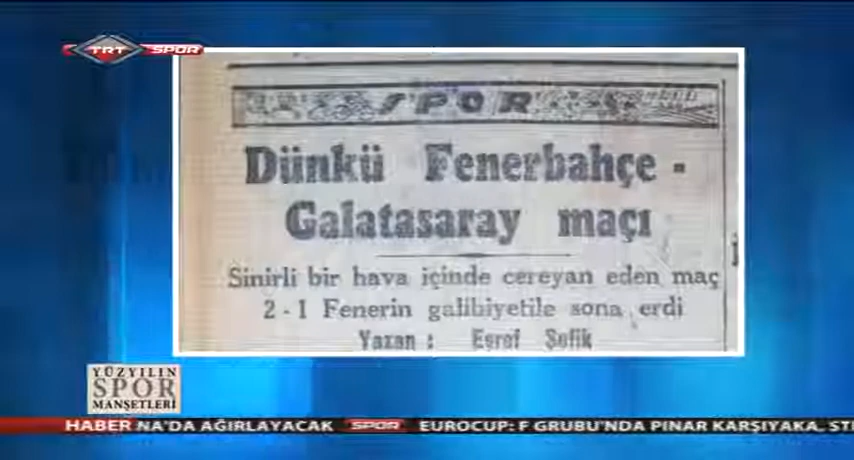 TRT SPOR
SPOR
Dünkü Fenerbahçe -
Galatasaray maçı
Sinirli bir hava içinde cereyan eden maç
2 - 1 Fenerin galibiyetile sona erdi
Yazan : Eşref Şefik
YÜZYILIN
SPOR
MANŞETLERİ
HABER NA'DA AĞIRLAYACAK SPOR EUROCUP: F GRUBU'NDA PINAR KARŞIYAKA, STE